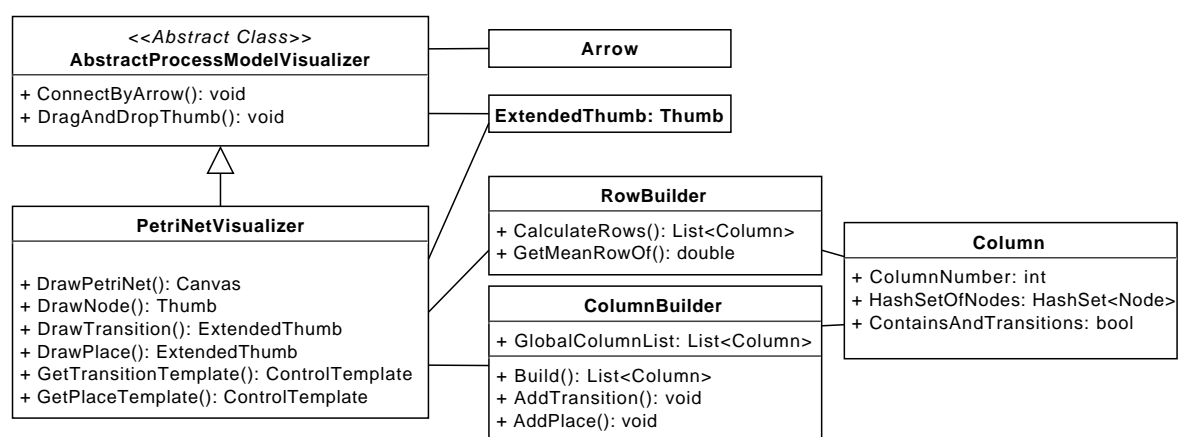 <<Abstract Class>>
AbstractProcessModelVisualizer
+ ConnectByArrow(): void
+ DragAndDropThumb(): void
Arrow
ExtendedThumb: Thumb
PetriNetVisualizer
+ DrawPetriNet(): Canvas
+ DrawNode(): Thumb
+ DrawTransition(): ExtendedThumb
+ DrawPlace(): ExtendedThumb
+ GetTransitionTemplate(): ControlTemplate
+ GetPlaceTemplate(): ControlTemplate
RowBuilder
+ CalculateRows(): List<Column>
+ GetMeanRowOf(): double
ColumnBuilder
+ GlobalColumnList: List<Column>
+ Build(): List<Column>
+ AddTransition(): void
+ AddPlace(): void
Column
+ ColumnNumber: int
+ HashSetOfNodes: HashSet<Node>
+ ContainsAndTransitions: bool